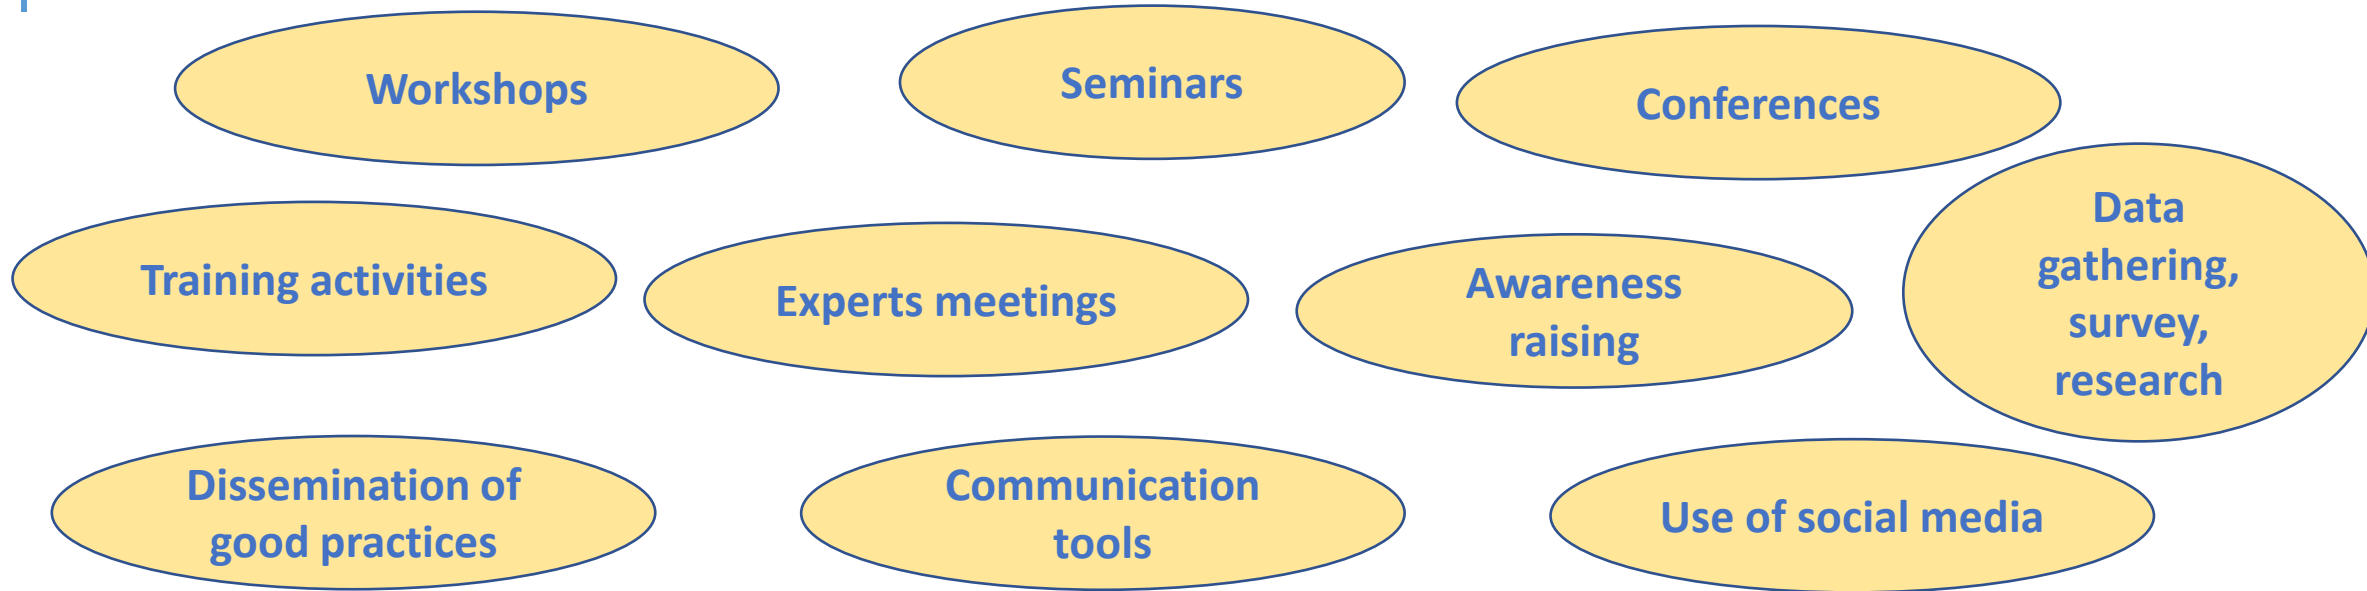 Workshops
Seminars
Conferences
Training activities
Experts meetings
Awareness
raising
Data
gathering,
survey,
research
Dissemination of
good practices
Communication
tools
Use of social media